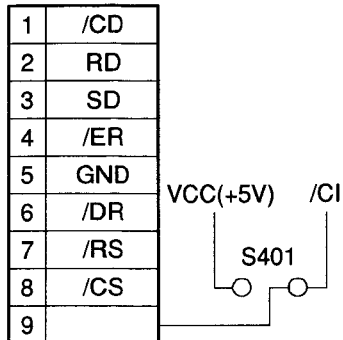 1 /CD
2 RD
3 SD
4 /ER
5 GND
6 /DR
7 /RS
8 /CS
9
VCC(+5V) /CI
S401